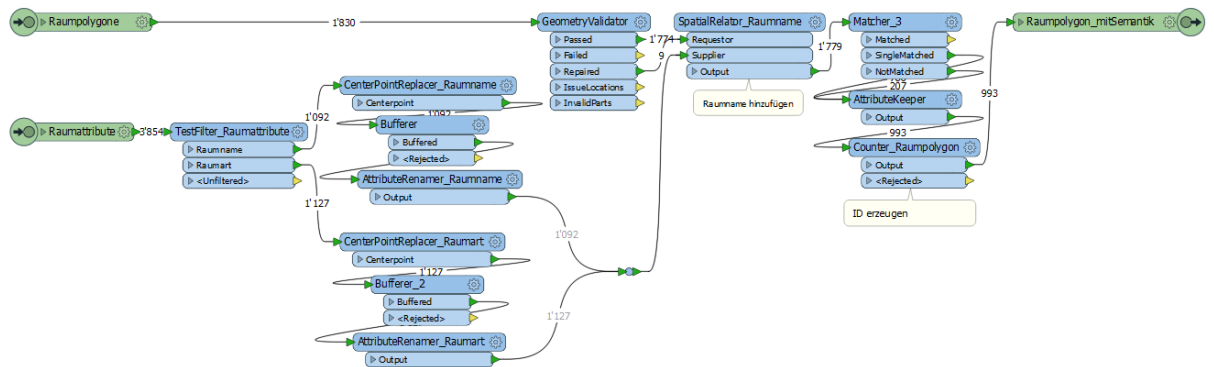 Raumpolygone
1'830
GeometryValidator
Passed
Failed
Repaired
IssueLocations
InvalidParts
1'774
9
SpatialRelator_Raumname
Requestor
Supplier
Output
Raumname hinzufügen
1'779
Matcher_3
Matched
SingleMatched
NotMatched
207
AttributeKeeper
Output
993
Counter_Raumpolygon
Output
<Rejected>
ID erzeugen
993
Raumpolygon_mitSemantik
Raumattribute
3'854
TestFilter_Raumattribute
Raumname
Raumart
<Unfiltered>
1'092
CenterPointReplacer_Raumname
Centerpoint
1'092
Bufferer
Buffered
<Rejected>
AttributeRenamer_Raumname
Output
1'092
1'127
CenterPointReplacer_Raumart
Centerpoint
1'127
Bufferer_2
Buffered
<Rejected>
AttributeRenamer_Raumart
Output
1'127